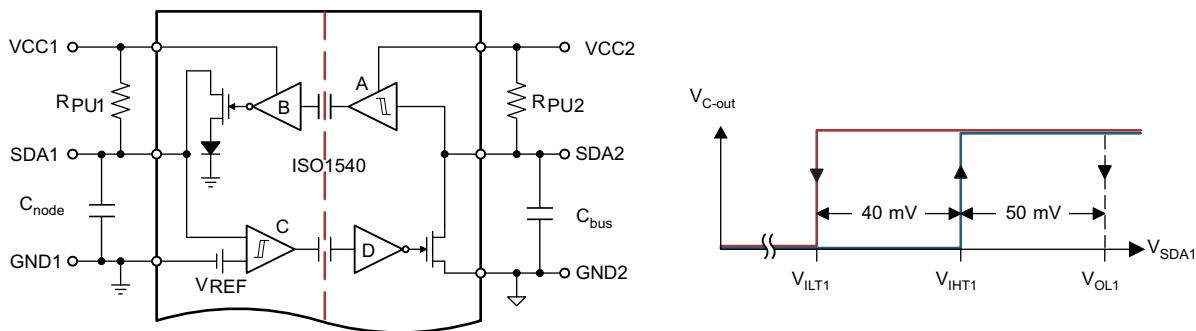 VCC1
VCC2
A
B
RPU1
RPU2
SDA1
SDA2
ISO1540
Cnode
Cbus
C
D
GND1
GND2
VREF
VC-out
40 mV
50 mV
VSDA1
VILT1
VIHT1
VOL1